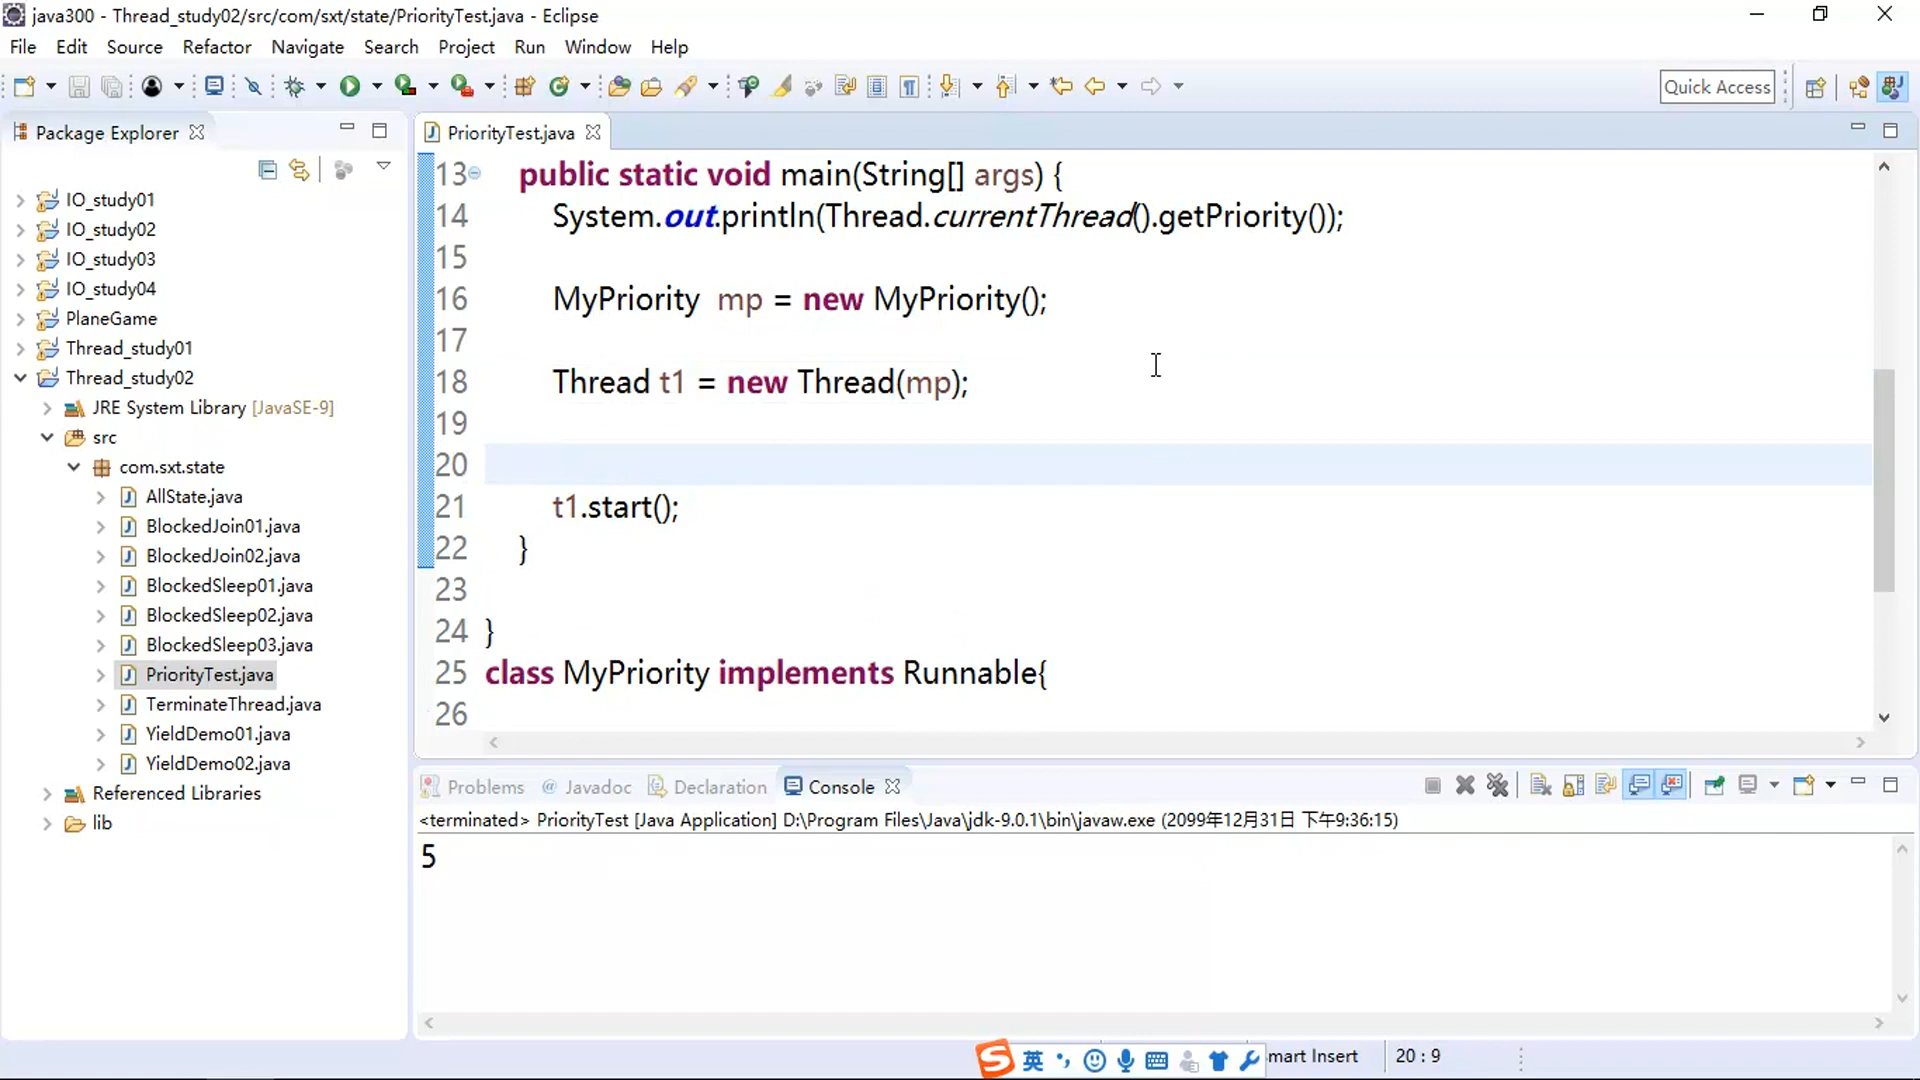 java300 - Thread_study02/src/com/sxt/state/PriorityTest.java - Eclipse
File Edit Source Refactor Navigate Search Project Run Window Help
Quick Access
Package Explorer
IO_study01
IO_study02
IO_study03
IO_study04
PlaneGame
Thread_study01
Thread_study02
JRE System Library [JavaSE-9]
src
com.sxt.state
AllState.java
BlockedJoin01.java
BlockedJoin02.java
BlockedSleep01.java
BlockedSleep02.java
BlockedSleep03.java
PriorityTest.java
TerminateThread.java
YieldDemo01.java
YieldDemo02.java
Referenced Libraries
lib
PriorityTest.java
13 public static void main(String[] args) {
14 System.out.println(Thread.currentThread().getPriority());
15
16 MyPriority mp = new MyPriority();
17
18 Thread t1 = new Thread(mp);
19
20
21 t1.start();
22 }
23
24 }
25 class MyPriority implements Runnable{
26
Problems @ Javadoc Declaration Console
<terminated> PriorityTest [Java Application] D:\Program Files\Java\jdk-9.0.1\bin\javaw.exe (2099年12月31日 下午9:36:15)
5
英 mart Insert 20 : 9